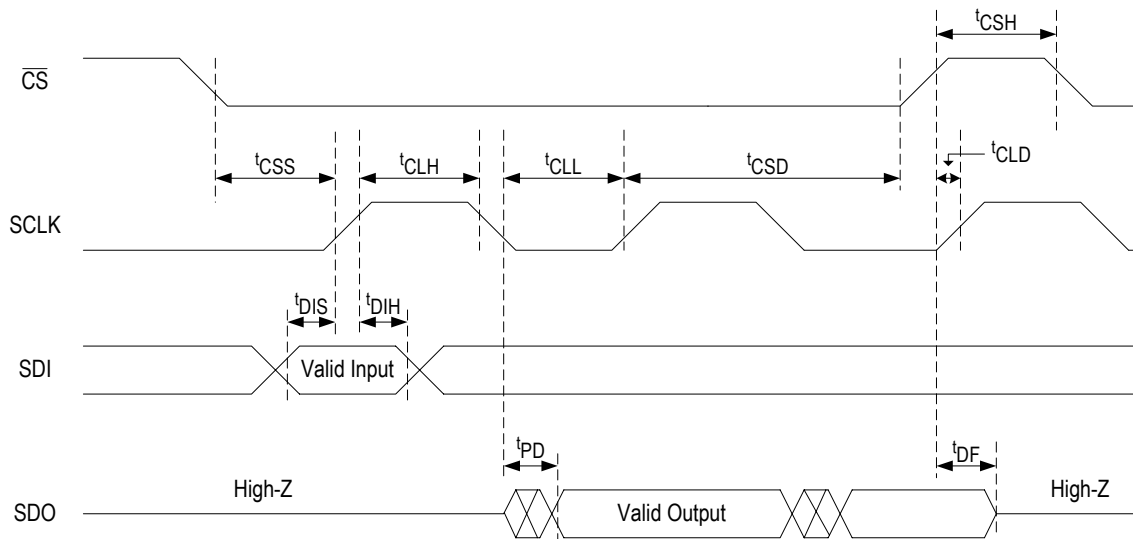 tCSH
CS
tCSS tCLH tCLL tCSD tCLD
SCLK
tDIS tDIH
SDI Valid Input
tPD tDF
High-Z High-Z
SDO Valid Output